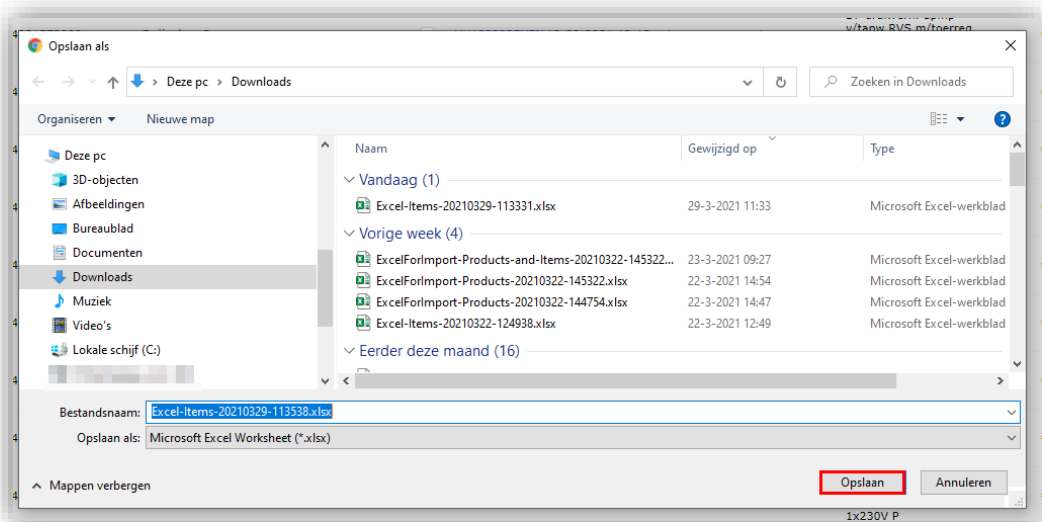 v/tapw RVS m/toerreg
Opslaan als
Deze pc > Downloads
Zoeken in Downloads
Organiseren
Nieuwe map
Naam
Gewijzigd op
Type
Deze pc
3D-objecten
Afbeeldingen
Bureaublad
Documenten
Downloads
Muziek
Video's
Lokale schijf (C:)
Vandaag (1)
Excel-Items-20210329-113331.xlsx 29-3-2021 11:33 Microsoft Excel-werkblad
Vorige week (4)
ExcelForImport-Products-and-Items-20210322-145322... 23-3-2021 09:27 Microsoft Excel-werkblad
ExcelForImport-Products-20210322-145322.xlsx 22-3-2021 14:54 Microsoft Excel-werkblad
ExcelForImport-Products-20210322-144754.xlsx 22-3-2021 14:47 Microsoft Excel-werkblad
Excel-Items-20210322-124938.xlsx 22-3-2021 12:49 Microsoft Excel-werkblad
Eerder deze maand (16)
Bestandsnaam: Excel-Items-20210329-113538.xlsx
Opslaan als: Microsoft Excel Worksheet (*.xlsx)
Mappen verbergen
Opslaan
Annuleren
1x230V P